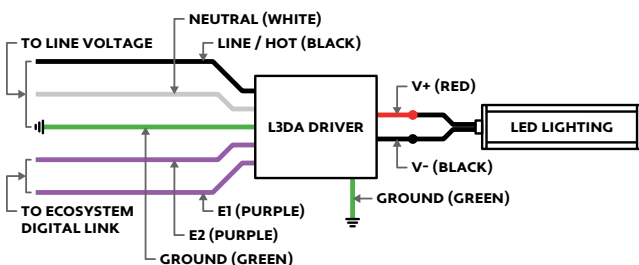 NEUTRAL (WHITE)
TO LINE VOLTAGE
LINE / HOT (BLACK)
V+ (RED)
L3DA DRIVER
LED LIGHTING
V- (BLACK)
GROUND (GREEN)
TO ECOSYSTEM
DIGITAL LINK
E1 (PURPLE)
E2 (PURPLE)
GROUND (GREEN)